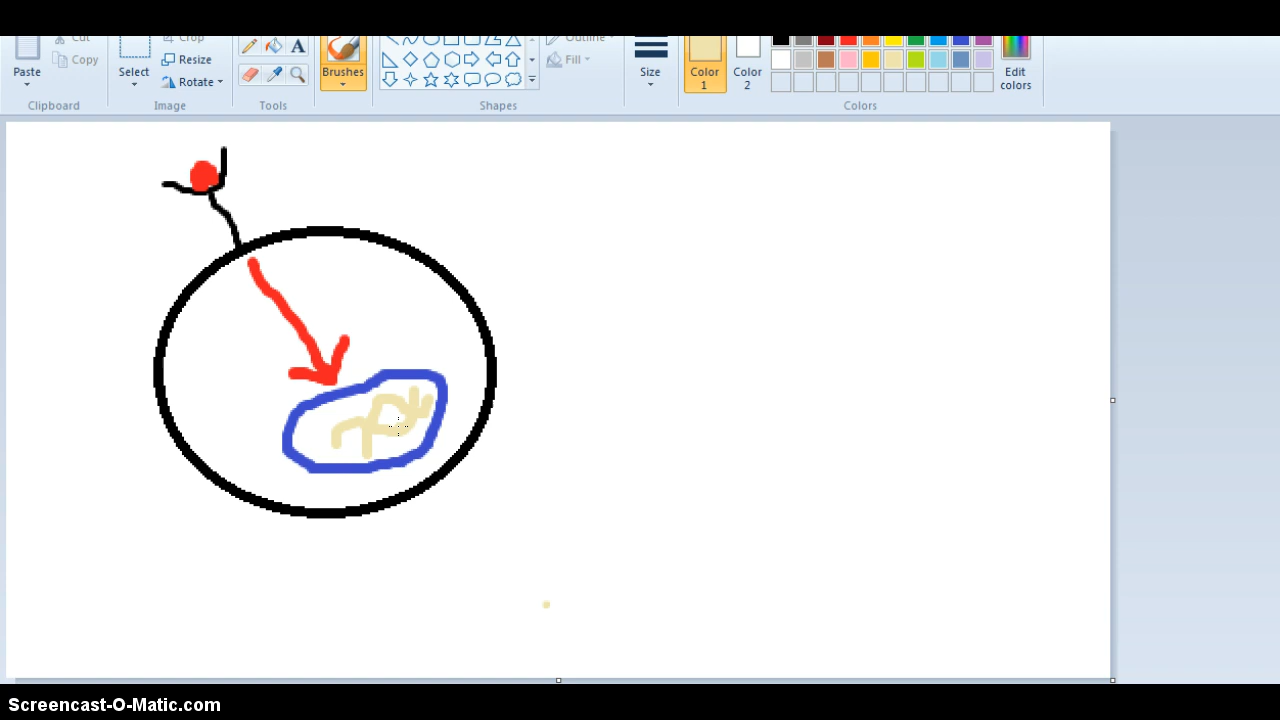 Cut
Crop
Outline
Copy
Resize
A
Fill
Paste
Select
Rotate
Brushes
Size
Color
1
Color
2
Edit
colors
Clipboard
Image
Tools
Shapes
Colors
Screencast-O-Matic.com